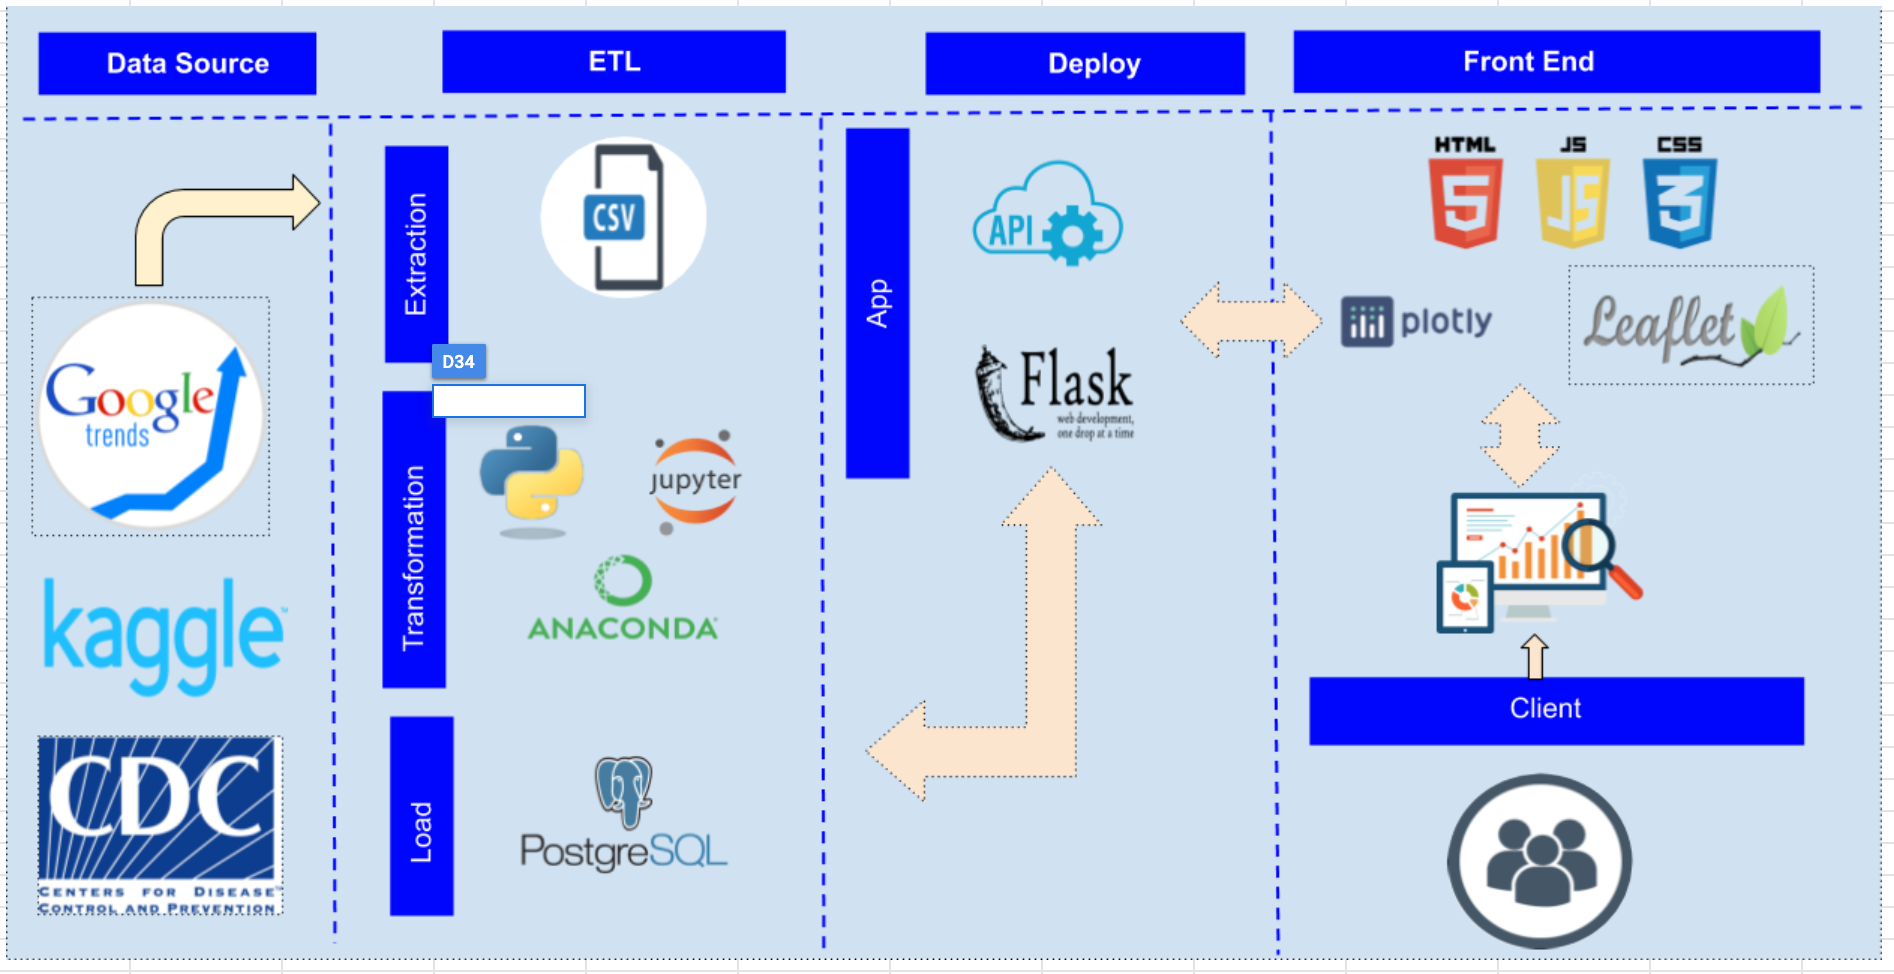 Data Source
ETL
Deploy
Front End
Google
trends
kaggle
CDC
CENTERS FOR DISEASE™
CONTROL AND PREVENTION
Extraction
CSV
D34
Transformation
jupyter
ANACONDA
Load
PostgreSQL
App
API
Flask
web development,
one drop at a time
HTML
5
JS
JS
CSS
3
plotly
Leaflet
Client